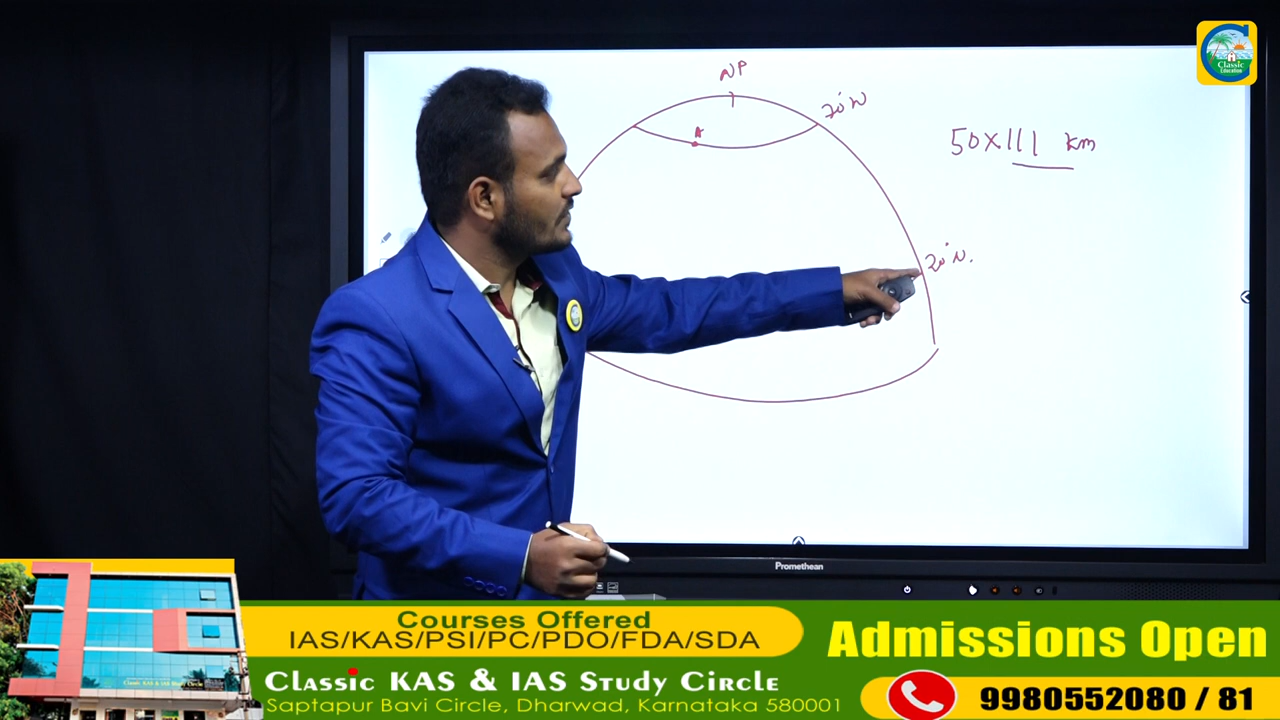 Classic
Education
NP
70°N
A
50×111 km
20°N.
Promethean
Courses Offered
IAS/KAS/PSI/PC/PDO/FDA/SDA
Classic KAS & IAS Study Circle
Saptapur Bavi Circle, Dharwad, Karnataka 580001
Admissions Open
9980552080 / 81